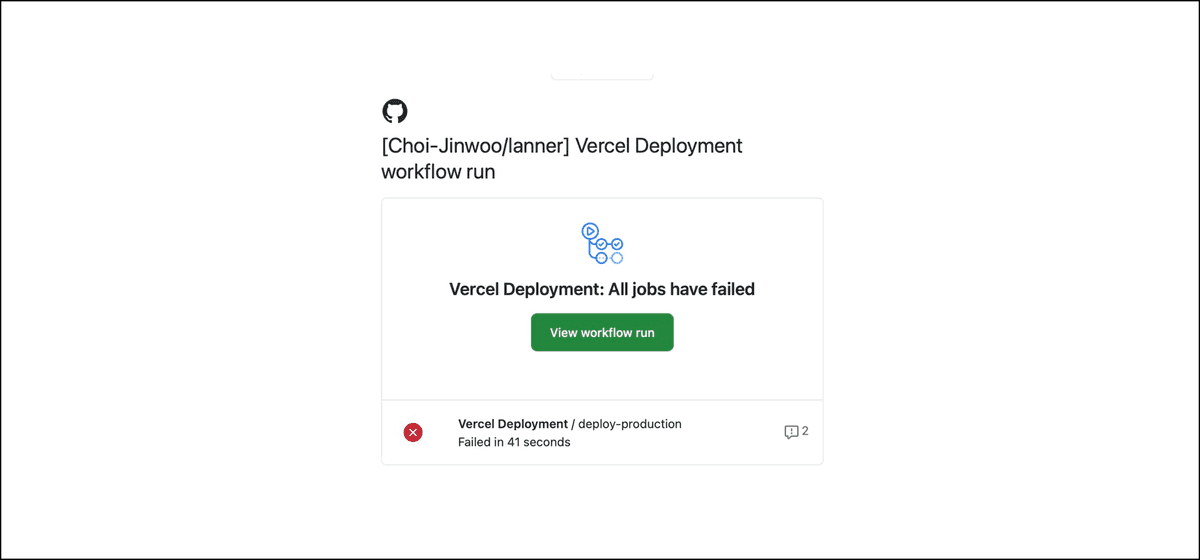 [Choi-Jinwoo/lanner] Vercel Deployment
workflow run
Vercel Deployment: All jobs have failed
View workflow run
Vercel Deployment / deploy-production
Failed in 41 seconds
2